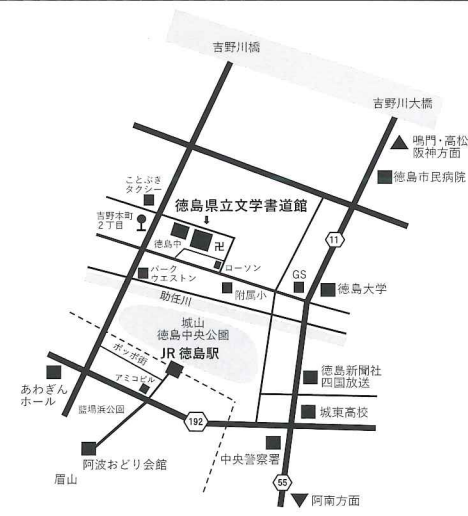 吉野川橋
吉野川大橋
鳴門・高松
阪神方面
徳島市民病院
ことぶき
タクシー
徳島県立文学書道館
吉野本町
2丁目
徳島中
卍
11
ローソン
パーク
ウエストン
附属小
GS
徳島大学
助任川
城山
徳島中央公園
JR 徳島駅
ポッポ街
アミコビル
徳島新聞社
四国放送
あわぎん
ホール
藍場浜公園
192
城東高校
中央警察署
阿波おどり会館
眉山
55
阿南方面